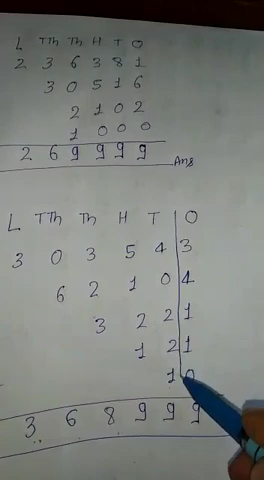 L TTh Th H T O
2 3 6 3 8 1
3 0 5 1 6
2 1 0 2
1 0 0 0
2 6 9 9 9 9 Ans
L TTh Th H T O
3 0 3 5 4 3
6 2 1 0 4
3 2 2 1
1 2 1
1 0
3 6 8 9 9 9